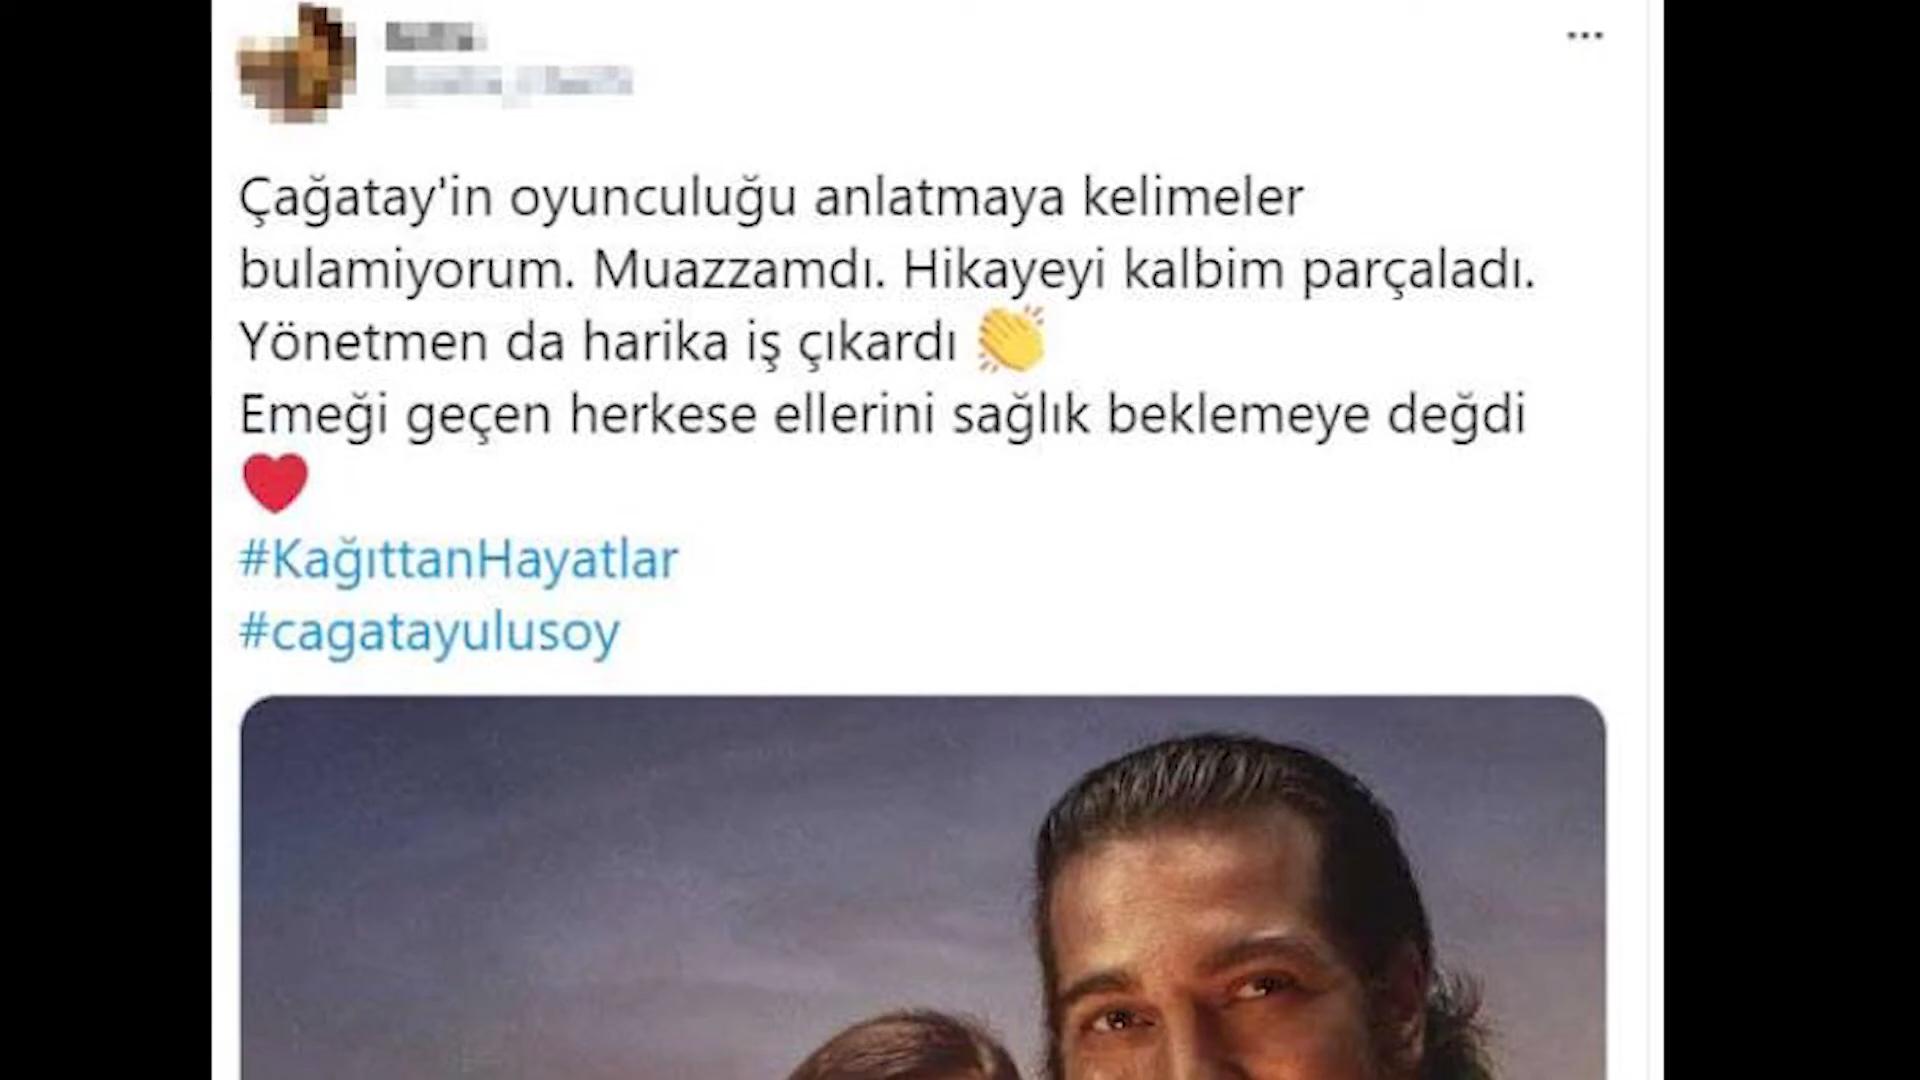 Çağatay'in oyunculuğu anlatmaya kelimeler
bulamiyorum. Muazzamdı. Hikayeyi kalbim parçaladı.
Yönetmen da harika iş çıkardı 👏
Emeği geçen herkese ellerini sağlık beklemeye değdi
❤️
#KağıttanHayatlar
#cagatayulusoy